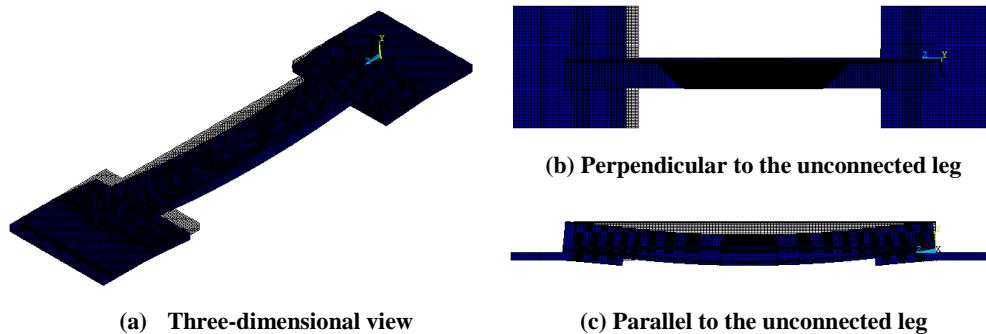 Y
Z
Z Y
(b) Perpendicular to the unconnected leg
Y
Z X
(a) Three-dimensional view
(c) Parallel to the unconnected leg